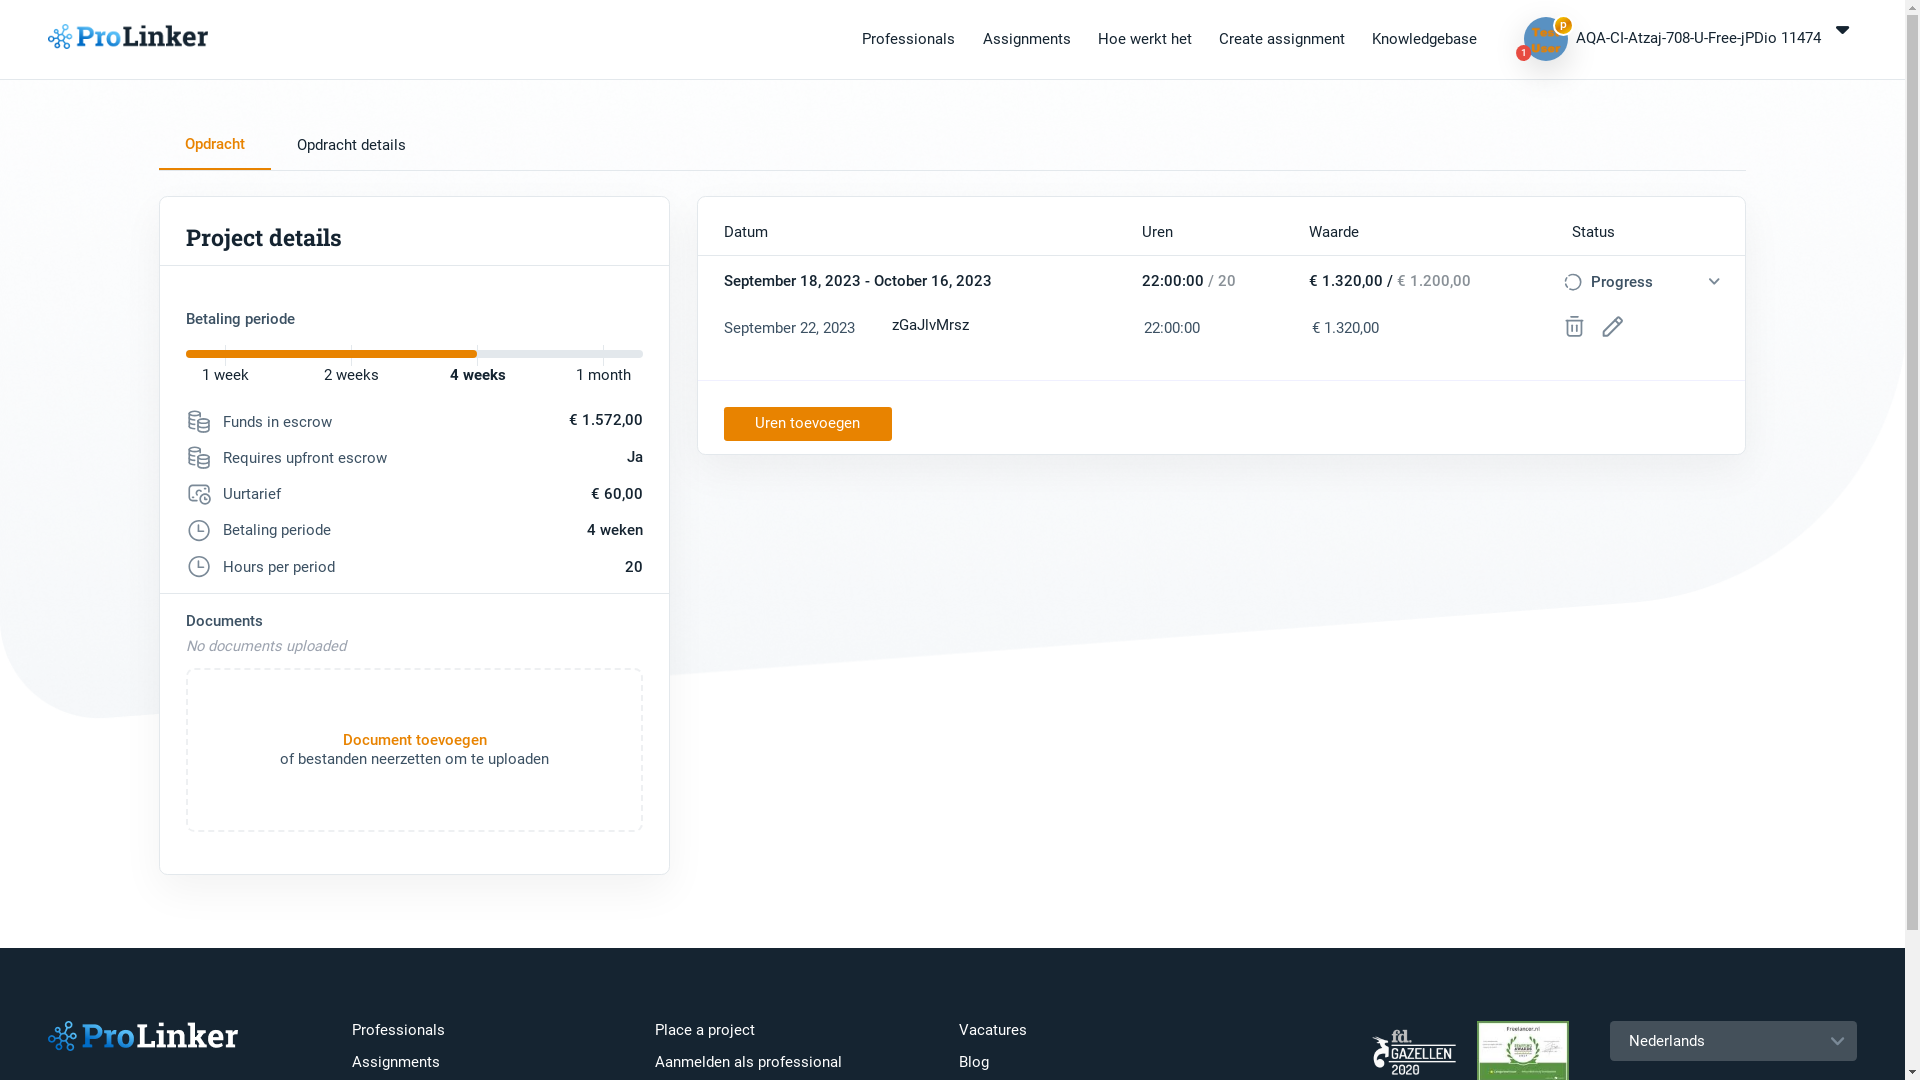 ProLinker
Professionals
Assignments
Hoe werkt het
Create assignment
Knowledgebase
p
1
AQA-CI-Atzaj-708-U-Free-jPDio 11474
Opdracht
Opdracht details
Project details
Betaling periode
1 week
2 weeks
4 weeks
1 month
Funds in escrow
€ 1.572,00
Requires upfront escrow
Ja
Uurtarief
€ 60,00
Betaling periode
4 weken
Hours per period
20
Documents
No documents uploaded
Document toevoegen
of bestanden neerzetten om te uploaden
Datum
Uren
Waarde
Status
September 18, 2023 - October 16, 2023
22:00:00 / 20
€ 1.320,00 / € 1.200,00
Progress
September 22, 2023
zGaJlvMrsz
22:00:00
€ 1.320,00
Uren toevoegen
ProLinker
Professionals
Assignments
Place a project
Aanmelden als professional
Vacatures
Blog
fd.
GAZELLEN
2020
Freelancer.nl
Nederlands